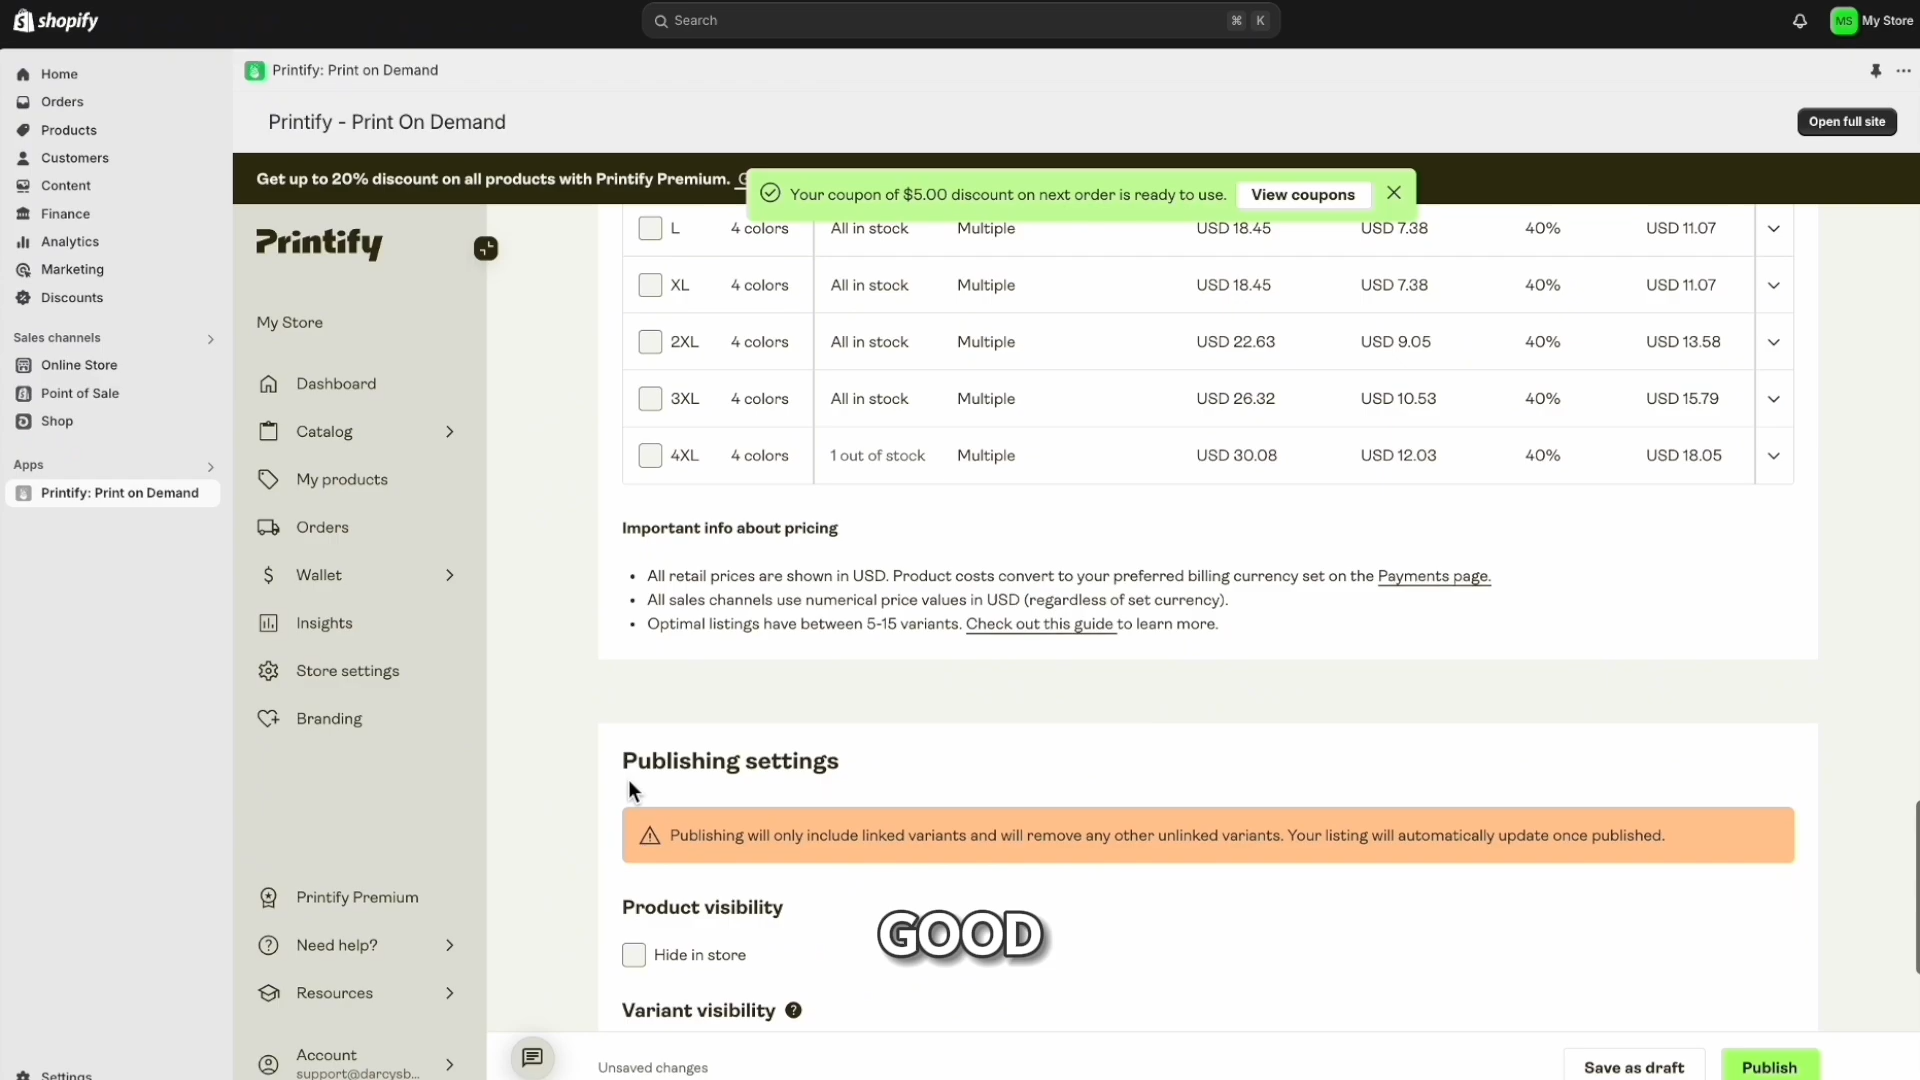 shopify
Search
⌘ K
MS My Store
Home
Orders
Products
Customers
Content
Finance
Analytics
Marketing
Discounts
Sales channels
Online Store
Point of Sale
Shop
Apps
Printify: Print on Demand
Settings
Printify: Print on Demand
Printify - Print On Demand
Open full site
Get up to 20% discount on all products with Printify Premium.
Your coupon of $5.00 discount on next order is ready to use. View coupons
Printify
My Store
Dashboard
Catalog
My products
Orders
Wallet
Insights
Store settings
Branding
Printify Premium
Need help?
Resources
Account
support@darcysb...
L 4 colors All in stock Multiple USD 18.45 USD 7.38 40% USD 11.07
XL 4 colors All in stock Multiple USD 18.45 USD 7.38 40% USD 11.07
2XL 4 colors All in stock Multiple USD 22.63 USD 9.05 40% USD 13.58
3XL 4 colors All in stock Multiple USD 26.32 USD 10.53 40% USD 15.79
4XL 4 colors 1 out of stock Multiple USD 30.08 USD 12.03 40% USD 18.05
Important info about pricing
• All retail prices are shown in USD. Product costs convert to your preferred billing currency set on the Payments page.
• All sales channels use numerical price values in USD (regardless of set currency).
• Optimal listings have between 5-15 variants. Check out this guide to learn more.
Publishing settings
Publishing will only include linked variants and will remove any other unlinked variants. Your listing will automatically update once published.
Product visibility
GOOD
Hide in store
Variant visibility ?
Unsaved changes
Save as draft
Publish